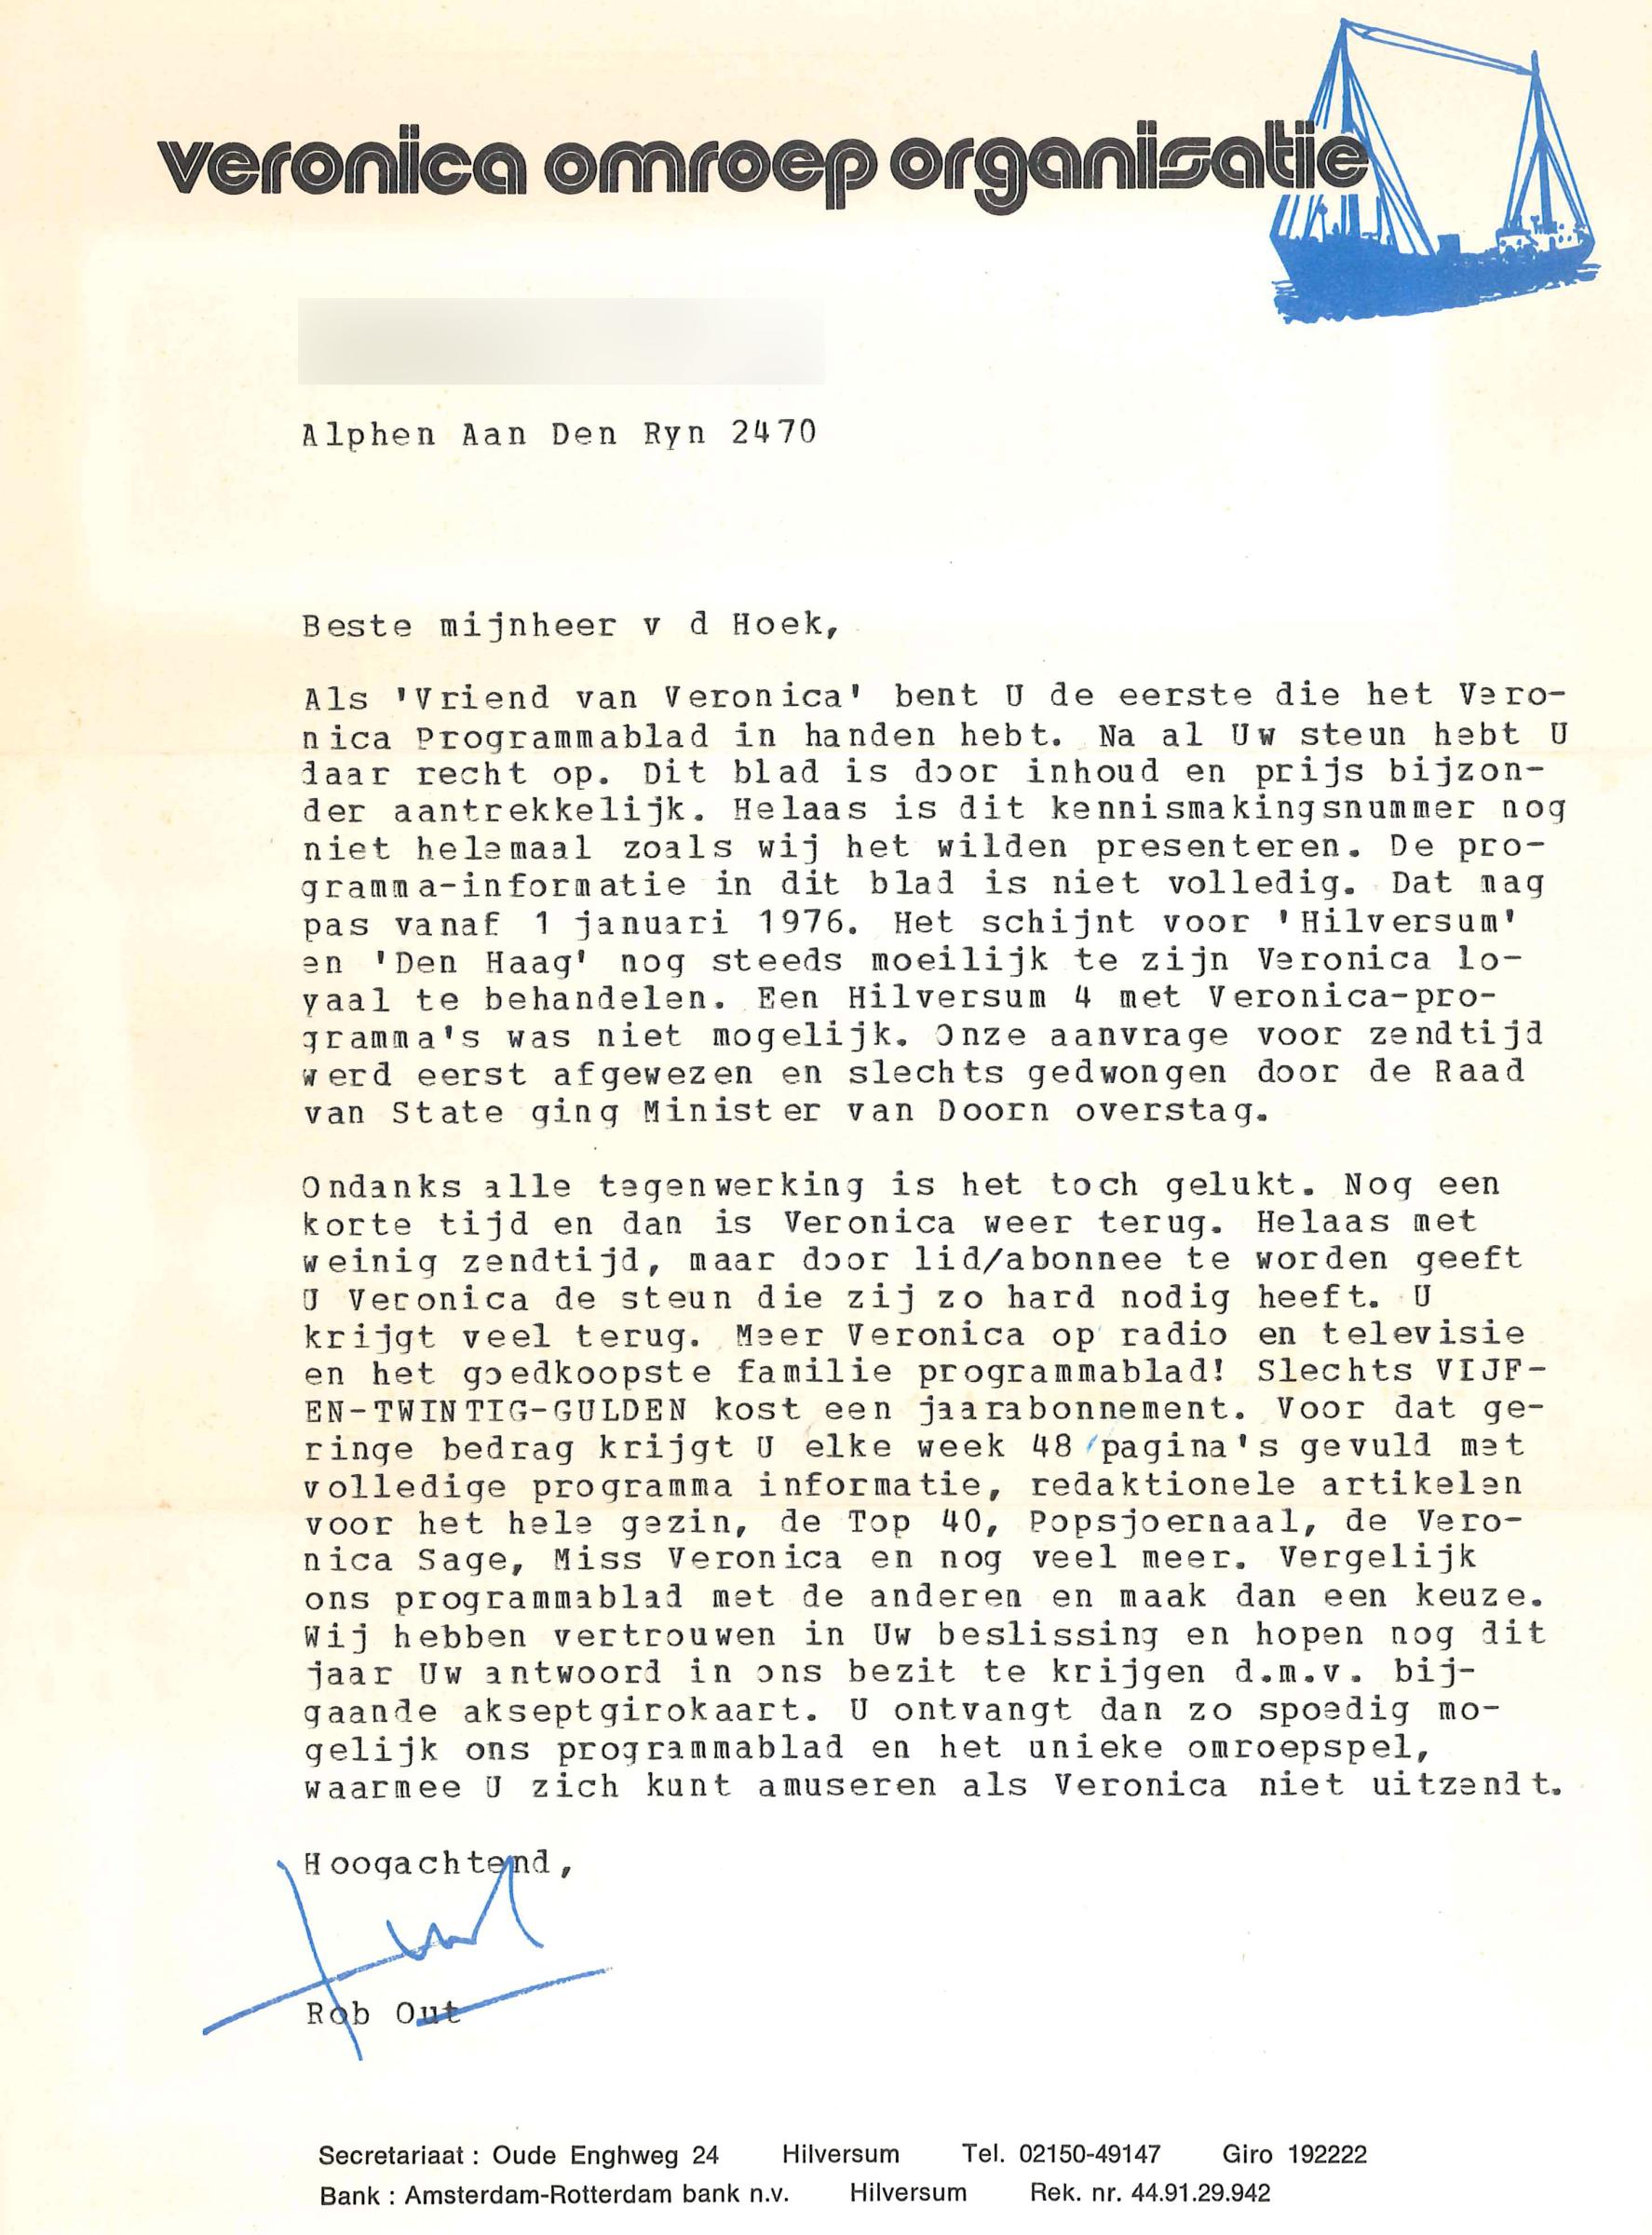 veronica omroep organisatie
Alphen Aan Den Ryn 2470
Beste mijnheer v d Hoek,
Als 'Vriend van Veronica' bent U de eerste die het Vero-
nica Programmablad in handen hebt. Na al Uw steun hebt U
daar recht op. Dit blad is door inhoud en prijs bijzon-
der aantrekkelijk. Helaas is dit kennismakingsnummer nog
niet helemaal zoals wij het wilden presenteren. De pro-
gramma-informatie in dit blad is niet volledig. Dat mag
pas vanaf 1 januari 1976. Het schijnt voor 'Hilversum'
en 'Den Haag' nog steeds moeilijk te zijn Veronica lo-
yaal te behandelen. Een Hilversum 4 met Veronica-pro-
gramma's was niet mogelijk. Onze aanvrage voor zendtijd
werd eerst afgewezen en slechts gedwongen door de Raad
van State ging Minister van Doorn overstag.
Ondanks alle tegenwerking is het toch gelukt. Nog een
korte tijd en dan is Veronica weer terug. Helaas met
weinig zendtijd, maar door lid/abonnee te worden geeft
U Veronica de steun die zij zo hard nodig heeft. U
krijgt veel terug. Meer Veronica op radio en televisie
en het goedkoopste familie programmablad! Slechts VIJF-
EN-TWINTIG-GULDEN kost een jaarabonnement. Voor dat ge-
ringe bedrag krijgt U elke week 48 pagina's gevuld met
volledige programma informatie, redaktionele artikelen
voor het hele gezin, de Top 40, Popsjoernaal, de Vero-
nica Sage, Miss Veronica en nog veel meer. Vergelijk
ons programmablad met de anderen en maak dan een keuze.
Wij hebben vertrouwen in Uw beslissing en hopen nog dit
jaar Uw antwoord in ons bezit te krijgen d.m.v. bij-
gaande akseptgirokaart. U ontvangt dan zo spoedig mo-
gelijk ons programmablad en het unieke omroepspel,
waarmee U zich kunt amuseren als Veronica niet uitzendt.
Hoogachtend,
Rob Out
Secretariaat : Oude Enghweg 24 Hilversum Tel. 02150-49147 Giro 192222
Bank : Amsterdam-Rotterdam bank n.v. Hilversum Rek. nr. 44.91.29.942